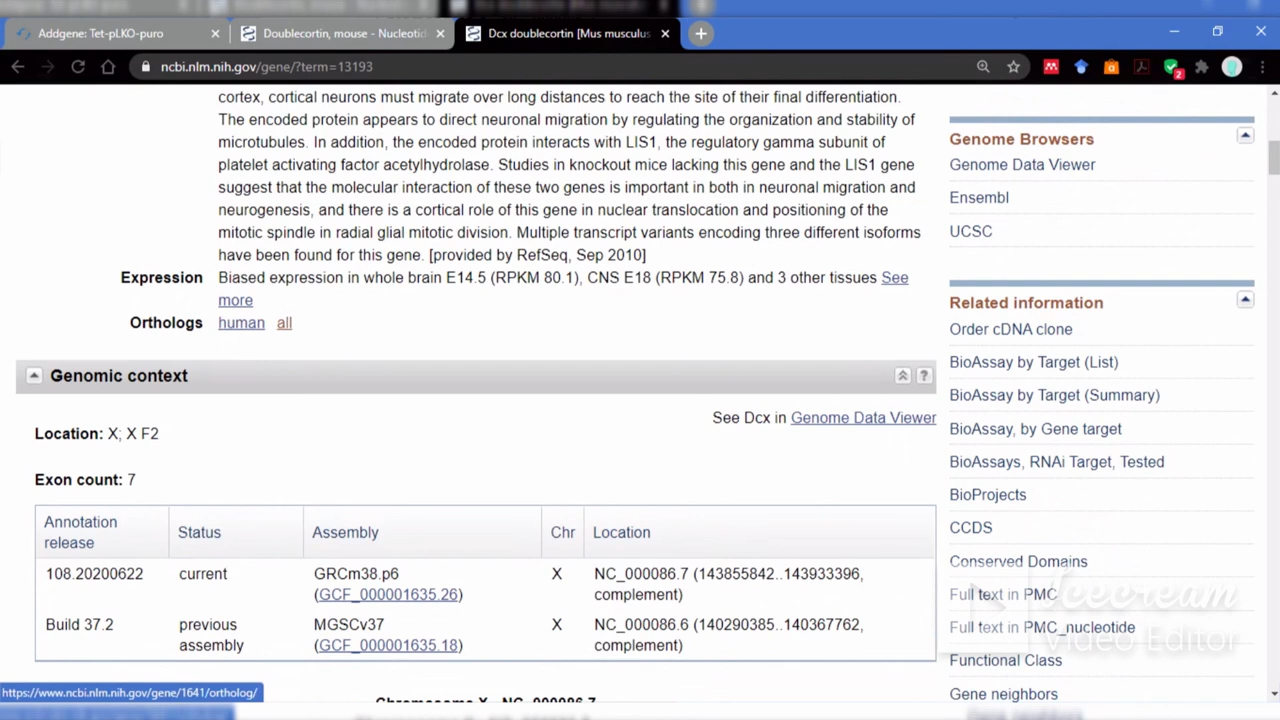 Addgene: Tet-pLKO-puro
Doublecortin, mouse - Nucleotid
Dcx doublecortin [Mus musculus
ncbi.nlm.nih.gov/gene/?term=13193
2
cortex, cortical neurons must migrate over long distances to reach the site of their final differentiation.
The encoded protein appears to direct neuronal migration by regulating the organization and stability of
microtubules. In addition, the encoded protein interacts with LIS1, the regulatory gamma subunit of
platelet activating factor acetylhydrolase. Studies in knockout mice lacking this gene and the LIS1 gene
suggest that the molecular interaction of these two genes is important in both in neuronal migration and
neurogenesis, and there is a cortical role of this gene in nuclear translocation and positioning of the
mitotic spindle in radial glial mitotic division. Multiple transcript variants encoding three different isoforms
have been found for this gene. [provided by RefSeq, Sep 2010]
Expression Biased expression in whole brain E14.5 (RPKM 80.1), CNS E18 (RPKM 75.8) and 3 other tissues See
more
Orthologs human all
Genomic context
?
See Dcx in Genome Data Viewer
Location: X; X F2
Exon count: 7
Annotation release Status Assembly Chr Location
108.20200622 current GRCm38.p6 X NC_000086.7 (143855842..143933396,
(GCF_000001635.26) complement)
Build 37.2 previous MGSCv37 X NC_000086.6 (140290385..140367762,
assembly (GCF_000001635.18) complement)
Chromosome X - NC_000086.7
https://www.ncbi.nlm.nih.gov/gene/1641/ortholog/
Genome Browsers
Genome Data Viewer
Ensembl
UCSC
Related information
Order cDNA clone
BioAssay by Target (List)
BioAssay by Target (Summary)
BioAssay, by Gene target
BioAssays, RNAi Target, Tested
BioProjects
CCDS
Conserved Domains
Full text in PMC
Full text in PMC_nucleotide
Functional Class
Gene neighbors
Icecream
Video Editor